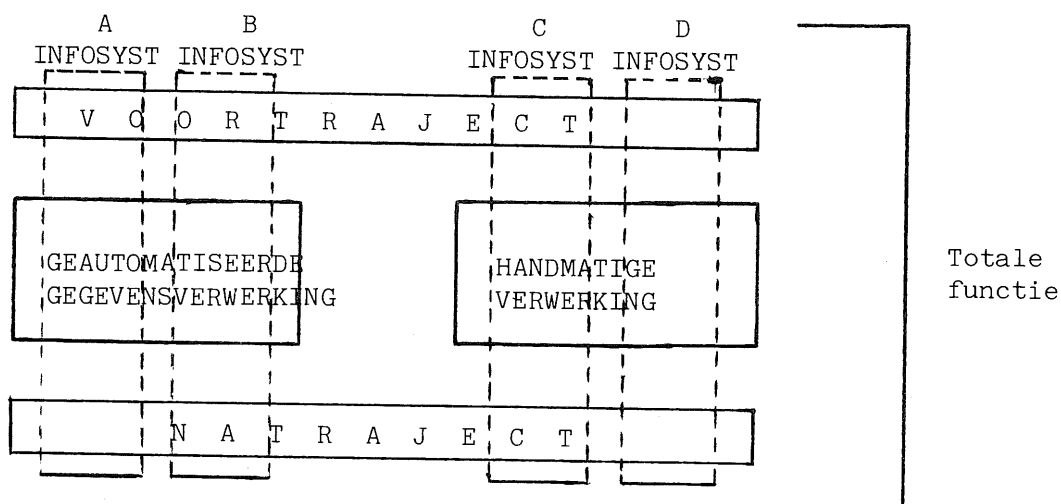 A B C D
INFOSYST INFOSYST INFOSYST INFOSYST
V O O R T R A J E C T
GEAUTOMATISEERDE
GEGEVENSVERWERKING
HANDMATIGE
VERWERKING
Totale
functie
N A T R A J E C T